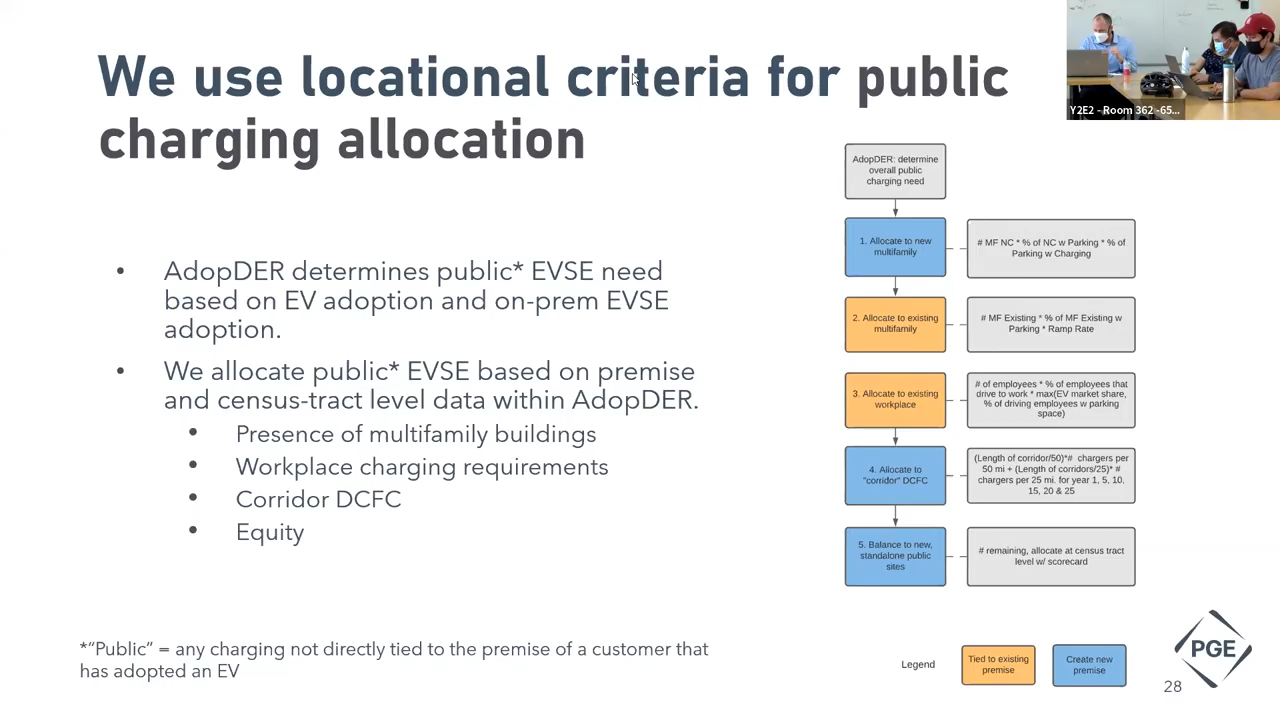 We use locational criteria for public
charging allocation
Y2E2 - Room 362 -65...
• AdopDER determines public* EVSE need
based on EV adoption and on-prem EVSE
adoption.
• We allocate public* EVSE based on premise
and census-tract level data within AdopDER.
• Presence of multifamily buildings
• Workplace charging requirements
• Corridor DCFC
• Equity
*“Public” = any charging not directly tied to the premise of a customer that
has adopted an EV
AdopDER: determine
overall public
charging need
1. Allocate to new
multifamily
# MF NC * % of NC w Parking * % of
Parking w Charging
2. Allocate to existing
multifamily
# MF Existing * % of MF Existing w
Parking * Ramp Rate
3. Allocate to existing
workplace
# of employees * % of employees that
drive to work * max(EV market share,
% of driving employees w parking
space)
4. Allocate to
"corridor" DCFC
(Length of corridor/50)*# chargers per
50 mi + (Length of corridors/25)* #
chargers per 25 mi. for year 1, 5, 10,
15, 20 & 25
5. Balance to new,
standalone public
sites
# remaining, allocate at census tract
level w/ scorecard
Legend
Tied to existing
premise
Create new
premise
PGE
28